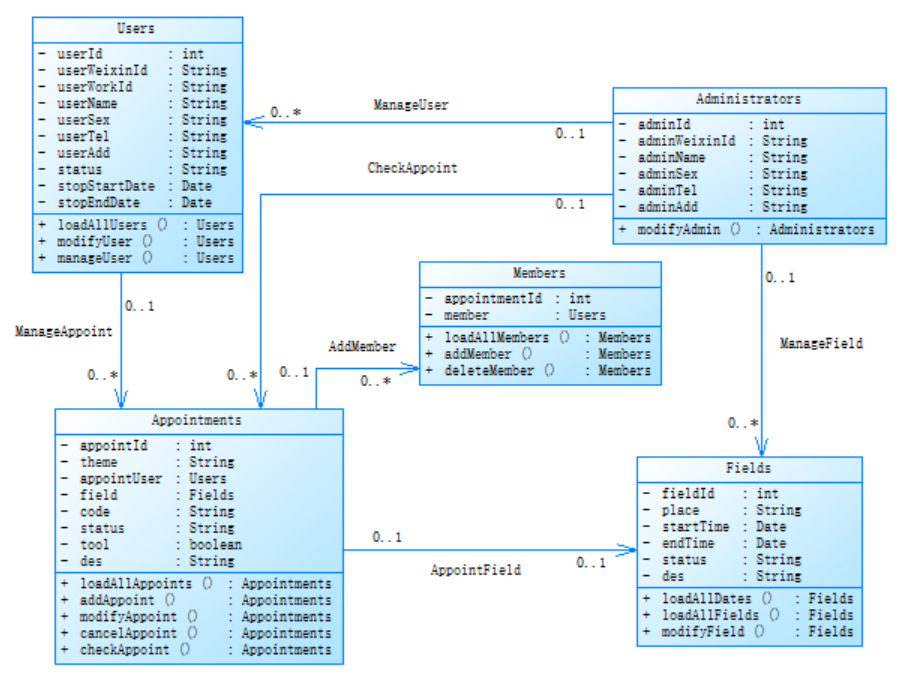 Users
- userId : int
- userWeixinId : String
- userWorkId : String
- userName : String
- userSex : String
- userTel : String
- userAdd : String
- status : String
- stopStartDate : Date
- stopEndDate : Date
+ loadAllUsers () : Users
+ modifyUser () : Users
+ manageUser () : Users
0..*
ManageUser
0..1
Administrators
- adminId : int
- adminWeixinId : String
- adminName : String
- adminSex : String
- adminTel : String
- adminAdd : String
+ modifyAdmin () : Administrators
CheckAppoint
0..1
0..*
0..1
ManageAppoint
0..*
Members
- appointmentId : int
- member : Users
+ loadAllMembers () : Members
+ addMember () : Members
+ deleteMember () : Members
AddMember
0..1
0..*
0..1
ManageField
0..*
Appointments
- appointId : int
- theme : String
- appointUser : Users
- field : Fields
- code : String
- status : String
- tool : boolean
- des : String
+ loadAllAppoints () : Appointments
+ addAppoint () : Appointments
+ modifyAppoint () : Appointments
+ cancelAppoint () : Appointments
+ checkAppoint () : Appointments
0..1
AppointField
0..1
Fields
- fieldId : int
- place : String
- startTime : Date
- endTime : Date
- status : String
- des : String
+ loadAllDates () : Fields
+ loadAllFields () : Fields
+ modifyField () : Fields